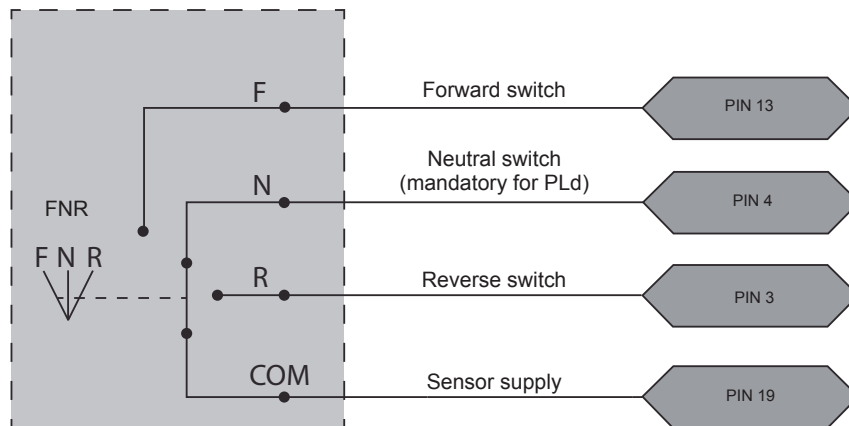 F
Forward switch
PIN 13
Neutral switch
(mandatory for PLd)
N
PIN 4
FNR
F N R
R
Reverse switch
PIN 3
COM
Sensor supply
PIN 19